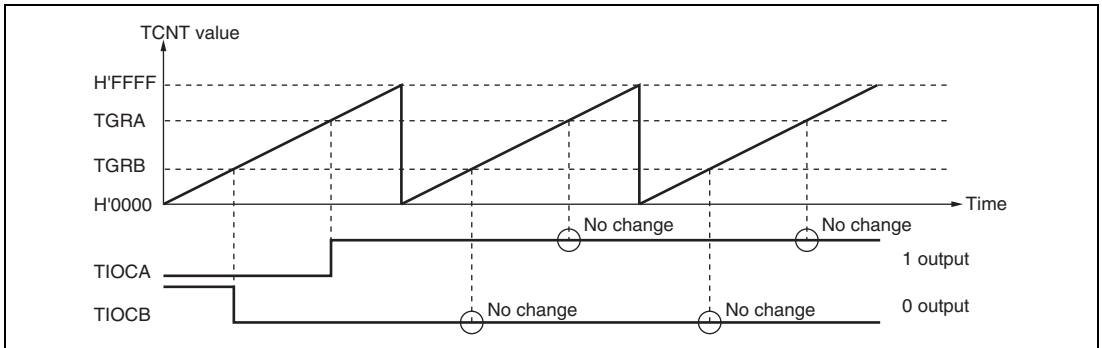 TCNT value
H'FFFF
TGRA
TGRB
H'0000
Time
No change
No change
1 output
TIOCA
No change
No change
0 output
TIOCB